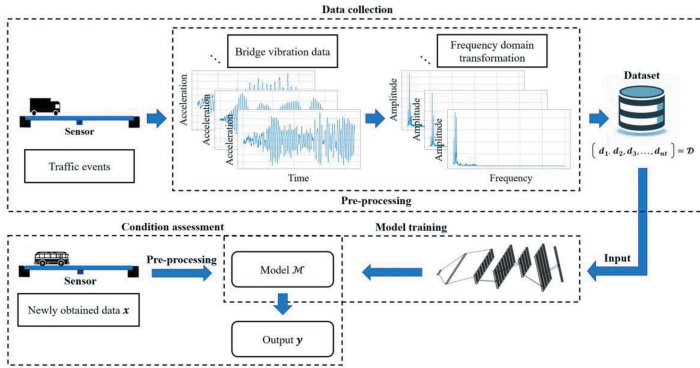 Data collection
Bridge vibration data
Frequency domain
transformation
Acceleration
Acceleration
Acceleration
Time
Amplitude
Amplitude
Amplitude
Frequency
Dataset
[ d₁, d₂, d₃, ..., dₙₜ ] = 𝒟
Sensor
Traffic events
Pre-processing
Condition assessment
Model training
Sensor
Newly obtained data x
Pre-processing
Model ℳ
Input
Output y